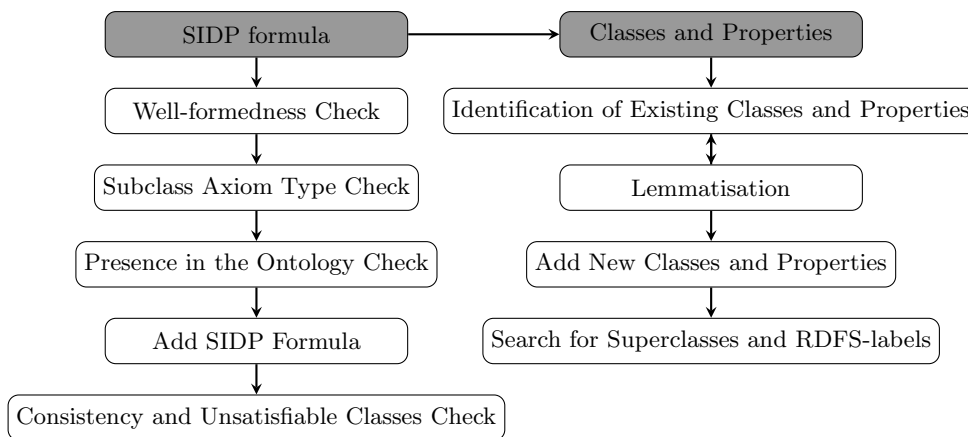 SIDP formula
Classes and Properties
Well-formedness Check
Identification of Existing Classes and Properties
Subclass Axiom Type Check
Lemmatisation
Presence in the Ontology Check
Add New Classes and Properties
Add SIDP Formula
Search for Superclasses and RDFS-labels
Consistency and Unsatisfiable Classes Check